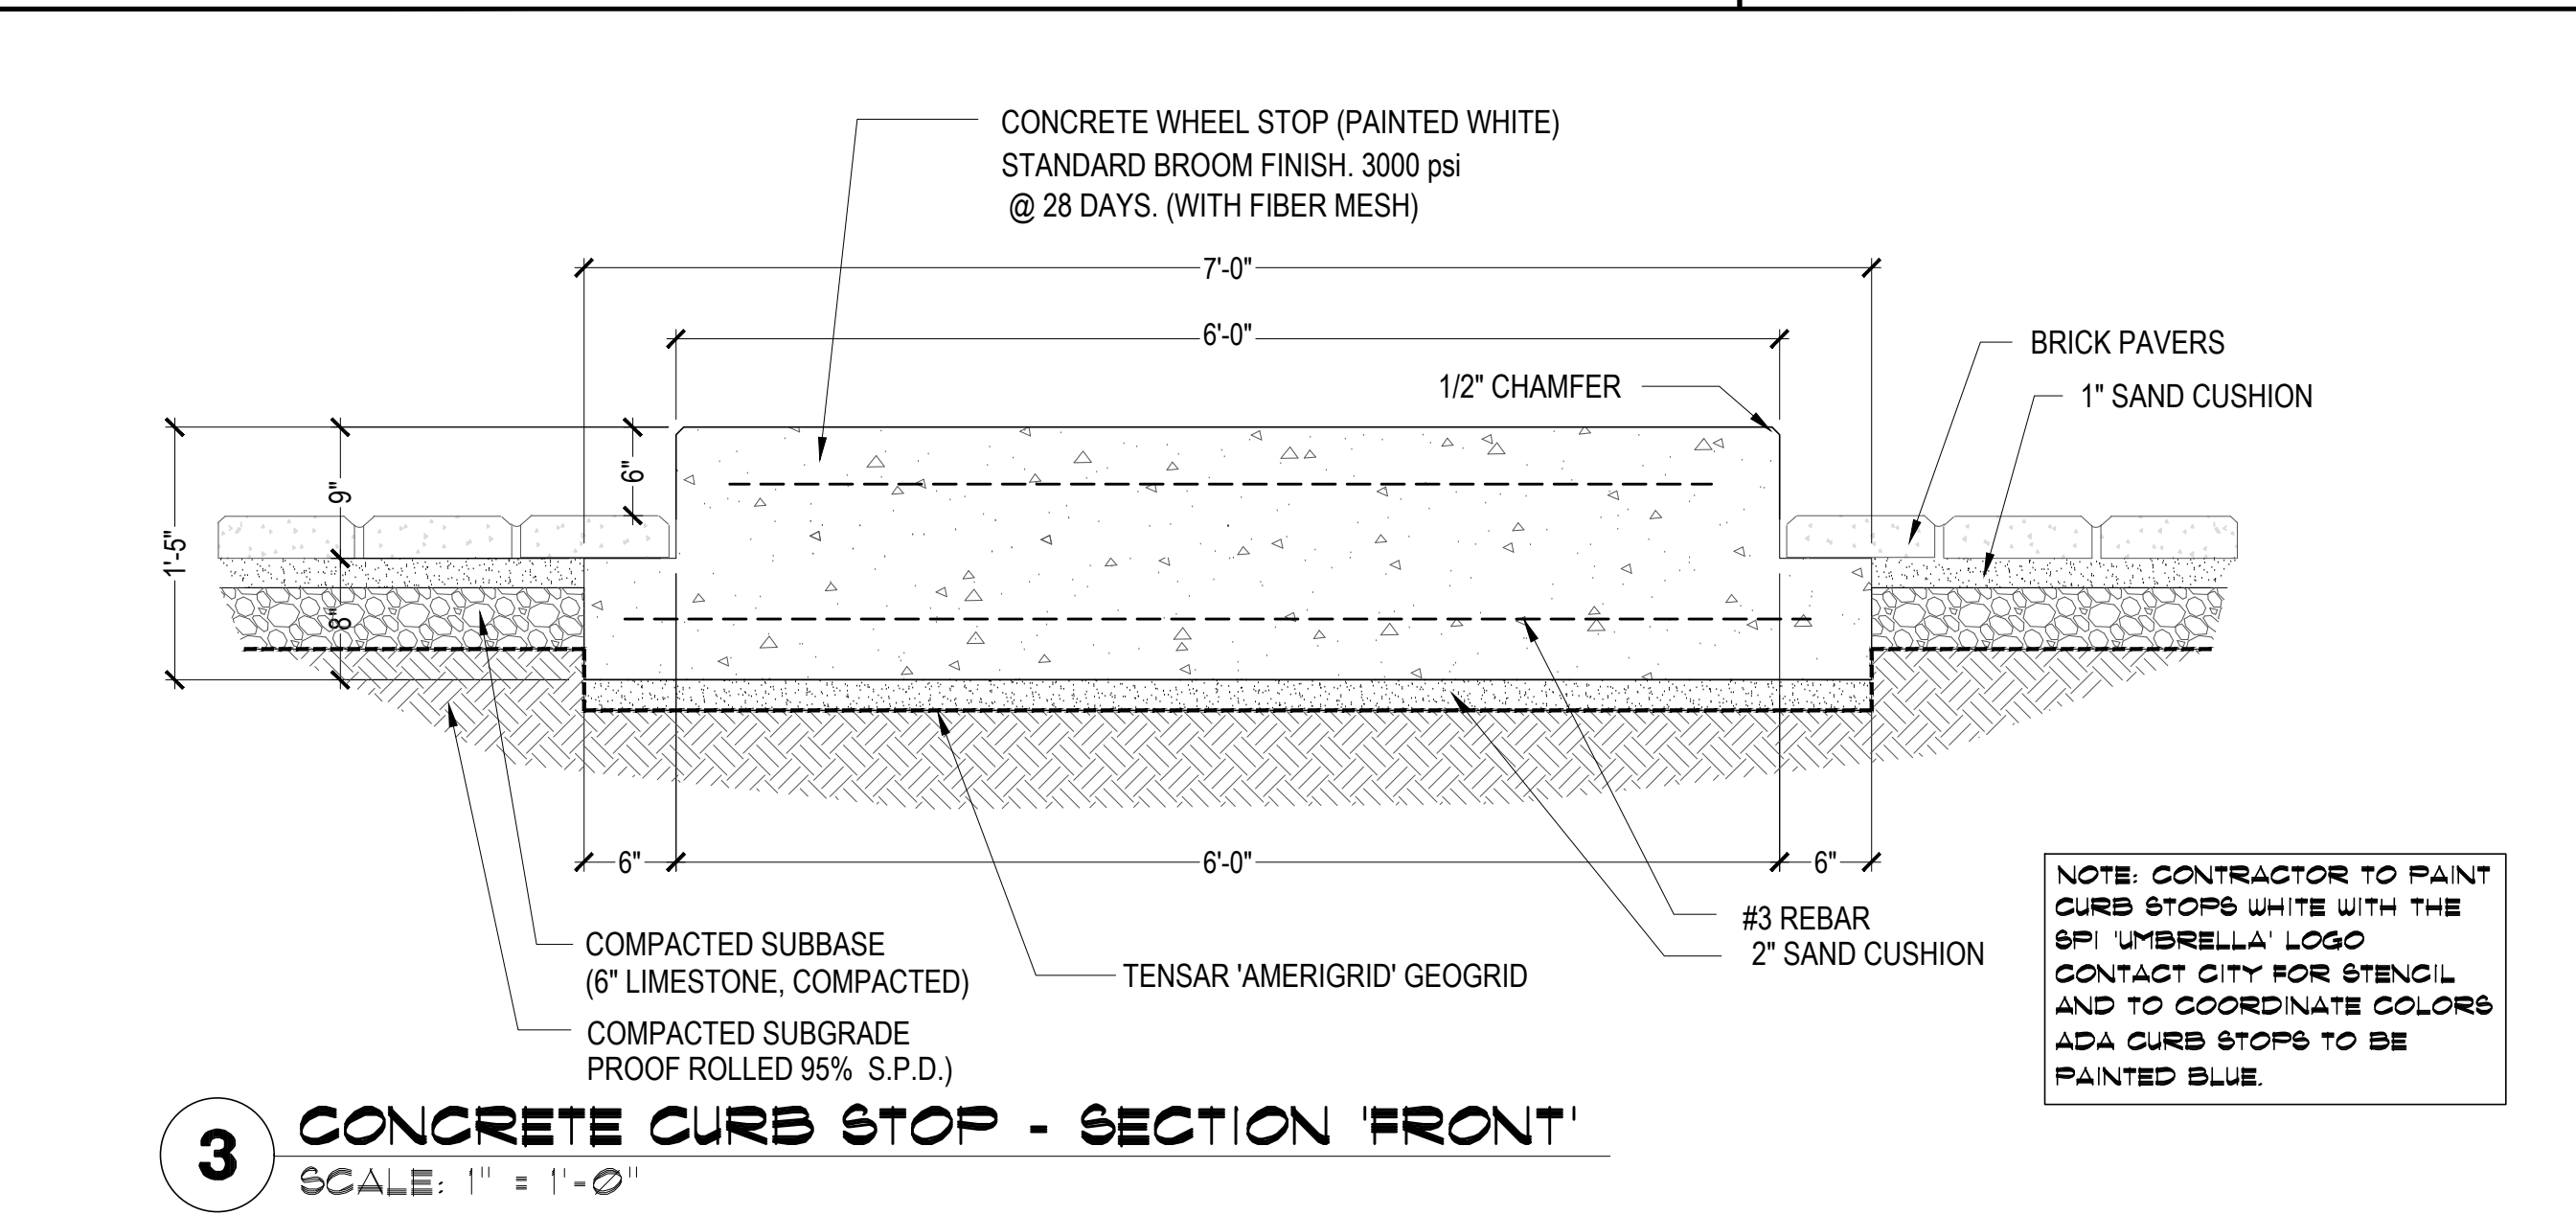 CONCRETE WHEEL STOP (PAINTED WHITE)
STANDARD BROOM FINISH. 3000 psi
@ 28 DAYS. (WITH FIBER MESH)
7'-0"
6'-0"
BRICK PAVERS
1/2" CHAMFER
1" SAND CUSHION
6"
9"
1'-5"
8"
6"
6'-0"
6"
#3 REBAR
2" SAND CUSHION
COMPACTED SUBBASE
(6" LIMESTONE, COMPACTED)
TENSAR 'AMERIGRID' GEOGRID
COMPACTED SUBGRADE
PROOF ROLLED 95% S.P.D.)
NOTE: CONTRACTOR TO PAINT
CURB STOPS WHITE WITH THE
SPI 'UMBRELLA' LOGO
CONTACT CITY FOR STENCIL
AND TO COORDINATE COLORS
ADA CURB STOPS TO BE
PAINTED BLUE.
3
CONCRETE CURB STOP - SECTION 'FRONT'
SCALE: 1" = 1'-0"